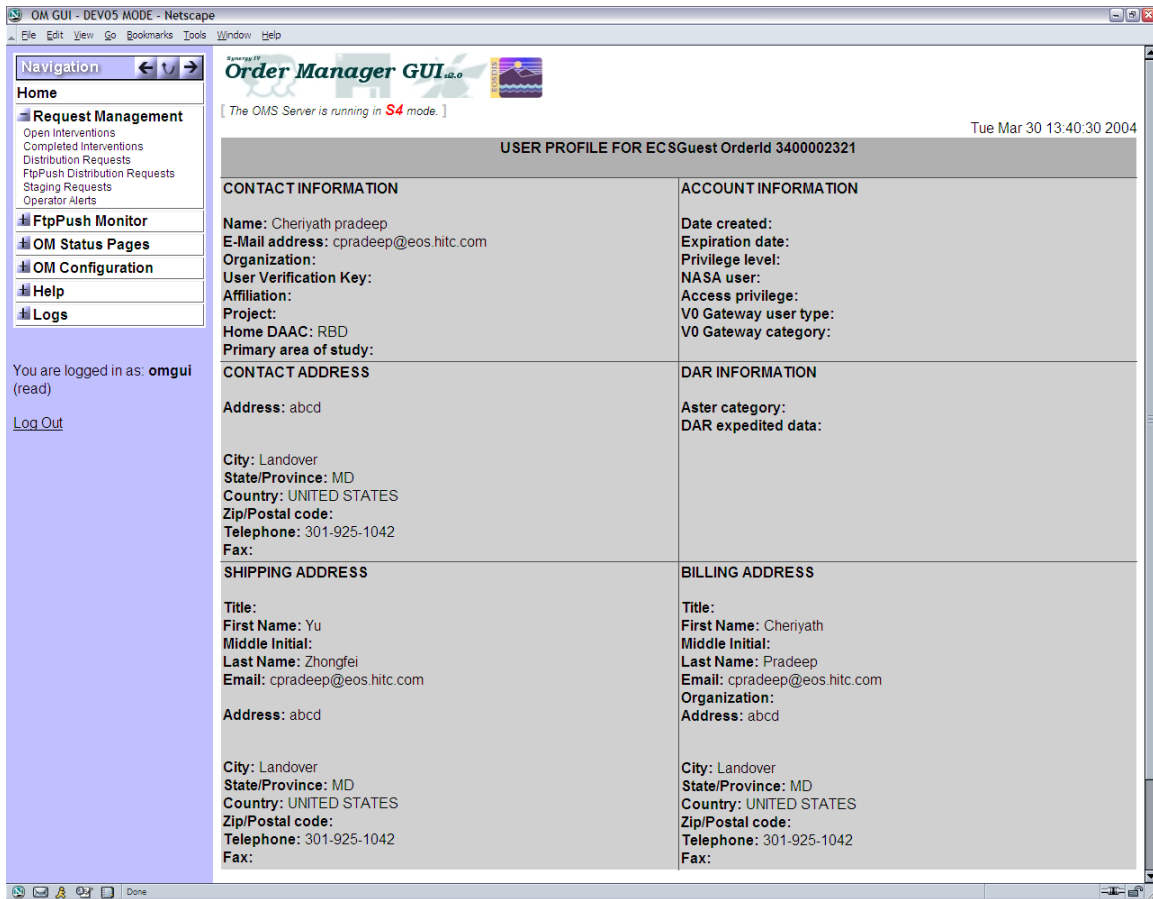 OM GUI - DEV05 MODE - Netscape
File Edit View Go Bookmarks Tools Window Help
Navigation
Home
Request Management
Open Interventions
Completed Interventions
Distribution Requests
FtpPush Distribution Requests
Staging Requests
Operator Alerts
FtpPush Monitor
OM Status Pages
OM Configuration
Help
Logs
You are logged in as: omgui
(read)
Log Out
Synergy IV
Order Manager GUI
EOSDIS
[ The OMS Server is running in S4 mode. ]
Tue Mar 30 13:40:30 2004
USER PROFILE FOR ECSGuest OrderId 3400002321
CONTACT INFORMATION
Name: Cheriyath pradeep
E-Mail address: cpradeep@eos.hitc.com
Organization:
User Verification Key:
Affiliation:
Project:
Home DAAC: RBD
Primary area of study:
ACCOUNT INFORMATION
Date created:
Expiration date:
Privilege level:
NASA user:
Access privilege:
V0 Gateway user type:
V0 Gateway category:
CONTACT ADDRESS
Address: abcd
City: Landover
State/Province: MD
Country: UNITED STATES
Zip/Postal code:
Telephone: 301-925-1042
Fax:
DAR INFORMATION
Aster category:
DAR expedited data:
SHIPPING ADDRESS
Title:
First Name: Yu
Middle Initial:
Last Name: Zhongfei
Email: cpradeep@eos.hitc.com
Address: abcd
City: Landover
State/Province: MD
Country: UNITED STATES
Zip/Postal code:
Telephone: 301-925-1042
Fax:
BILLING ADDRESS
Title:
First Name: Cheriyath
Middle Initial:
Last Name: Pradeep
Email: cpradeep@eos.hitc.com
Organization:
Address: abcd
City: Landover
State/Province: MD
Country: UNITED STATES
Zip/Postal code:
Telephone: 301-925-1042
Fax:
Done